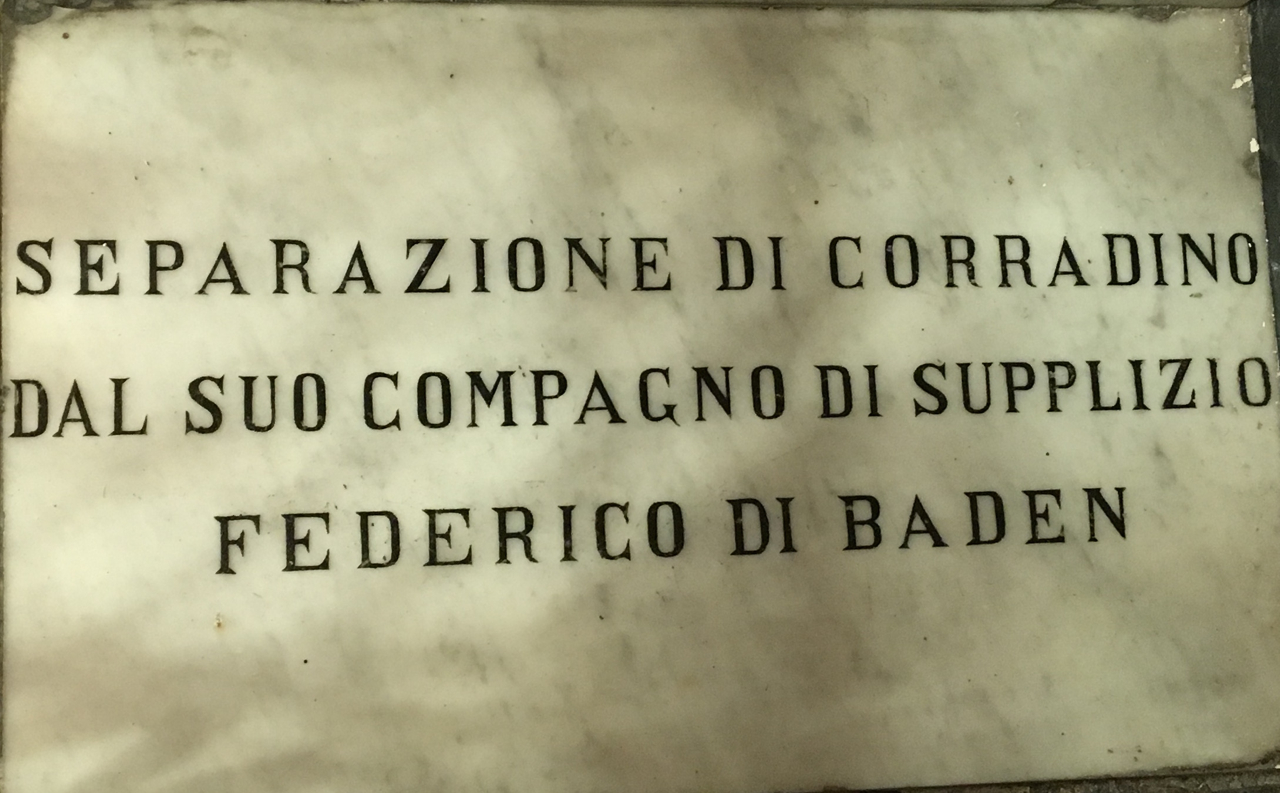 SEPARAZIONE DI CORRADINO
DAL SUO COMPAGNO DI SUPPLIZIO
FEDERICO DI BADEN